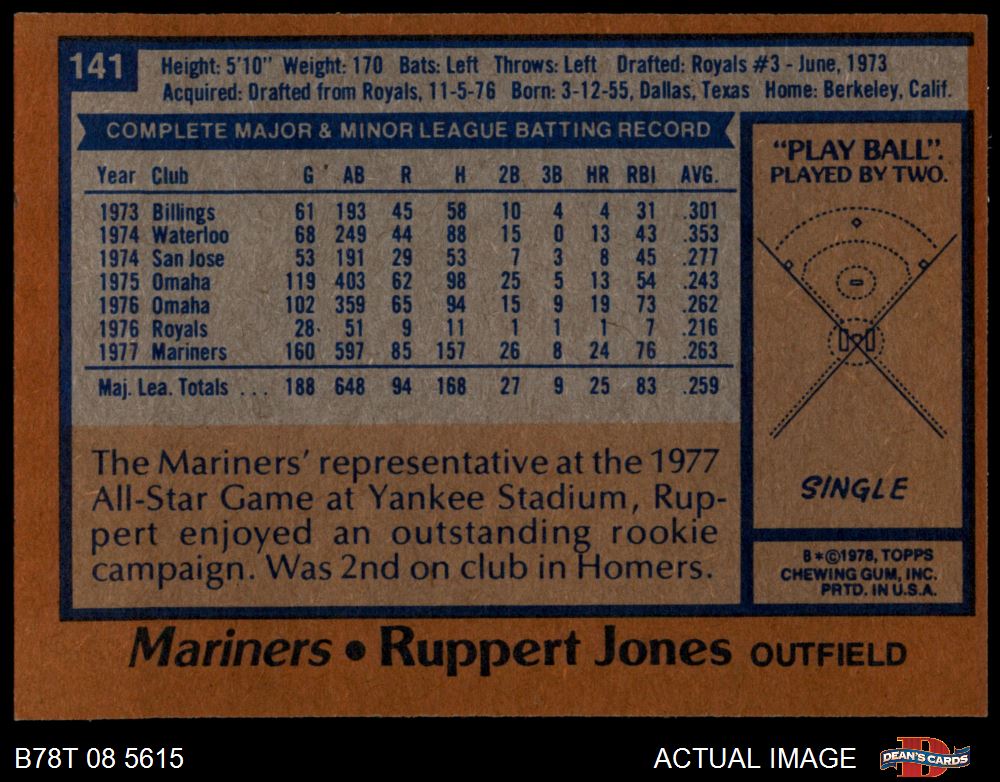 141
Height: 5'10" Weight: 170 Bats: Left Throws: Left Drafted: Royals #3 - June, 1973
Acquired: Drafted from Royals, 11-5-76 Born: 3-12-55, Dallas, Texas Home: Berkeley, Calif.
COMPLETE MAJOR & MINOR LEAGUE BATTING RECORD
Year Club G AB R H 2B 3B HR RBI AVG.
1973 Billings 61 193 45 58 10 4 4 31 .301
1974 Waterloo 68 249 44 88 15 0 13 43 .353
1974 San Jose 53 191 29 53 7 3 8 45 .277
1975 Omaha 119 403 62 98 25 5 13 54 .243
1976 Omaha 102 359 65 94 15 9 19 73 .262
1976 Royals 28 51 9 11 1 1 1 7 .216
1977 Mariners 160 597 85 157 26 8 24 76 .263
Maj. Lea. Totals . . . 188 648 94 168 27 9 25 83 .259
The Mariners' representative at the 1977
All-Star Game at Yankee Stadium, Rup-
pert enjoyed an outstanding rookie
campaign. Was 2nd on club in Homers.
"PLAY BALL".
PLAYED BY TWO.
SINGLE
B*©1978, TOPPS
CHEWING GUM, INC.
PRTD. IN U.S.A.
Mariners • Ruppert Jones OUTFIELD
B78T 08 5615
ACTUAL IMAGE
DEAN'S CARDS